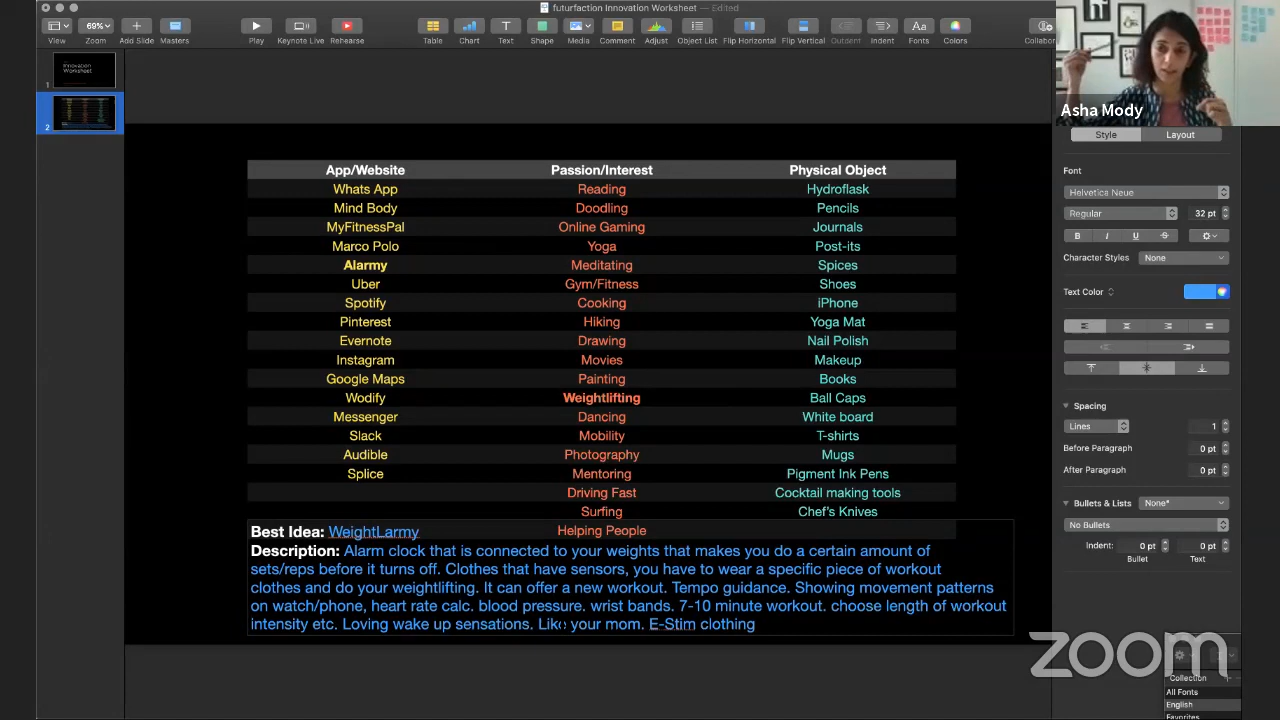 futurfaction Innovation Worksheet — Edited
69%
View Zoom Add Slide Masters Play Keynote Live Rehearse Table Chart Text Shape Media Comment Adjust Object List Flip Horizontal Flip Vertical Outdent Indent Fonts Colors Collabor
Asha Mody
1
Innovation
Worksheet
2
App/Website Passion/Interest Physical Object
Whats App Reading Hydroflask
Mind Body Doodling Pencils
MyFitnessPal Online Gaming Journals
Marco Polo Yoga Post-its
Alarmy Meditating Spices
Uber Gym/Fitness Shoes
Spotify Cooking iPhone
Pinterest Hiking Yoga Mat
Evernote Drawing Nail Polish
Instagram Movies Makeup
Google Maps Painting Books
Wodify Weightlifting Ball Caps
Messenger Dancing White board
Slack Mobility T-shirts
Audible Photography Mugs
Splice Mentoring Pigment Ink Pens
Driving Fast Cocktail making tools
Surfing Chef's Knives
Helping People
Best Idea: WeightLarmy
Description: Alarm clock that is connected to your weights that makes you do a certain amount of
sets/reps before it turns off. Clothes that have sensors, you have to wear a specific piece of workout
clothes and do your weightlifting. It can offer a new workout. Tempo guidance. Showing movement patterns
on watch/phone, heart rate calc. blood pressure. wrist bands. 7-10 minute workout. choose length of workout
intensity etc. Loving wake up sensations. Like your mom. E-Stim clothing
Style Layout
Font
Helvetica Neue
Regular 32 pt
B I U S
Character Styles None
Text Color
Spacing
Lines 1
Before Paragraph 0 pt
After Paragraph 0 pt
Bullets & Lists None*
No Bullets
Indent: 0 pt 0 pt
Bullet Text
zoom
Collection
All Fonts
English
Favorites